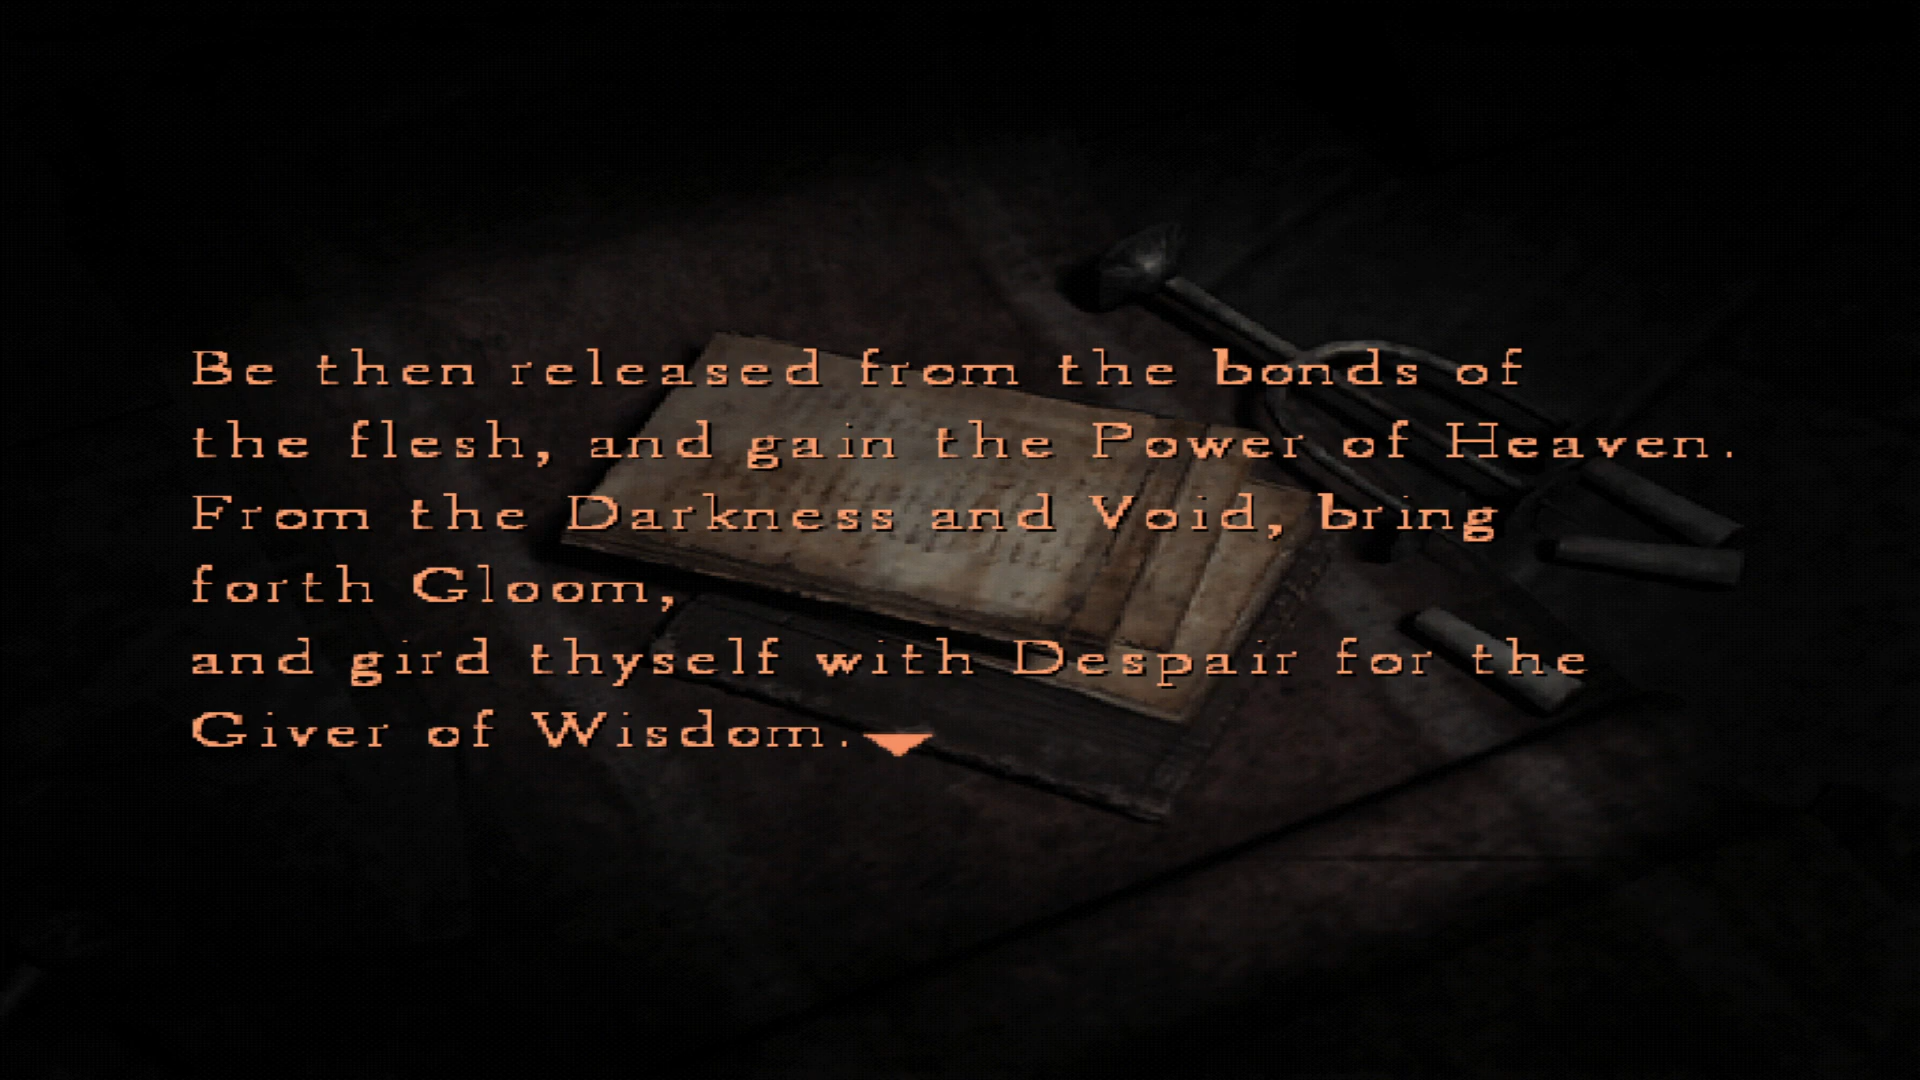 Be then released from the bonds of
the flesh, and gain the Power of Heaven.
From the Darkness and Void, bring
forth Gloom,
and gird thyself with Despair for the
Giver of Wisdom.